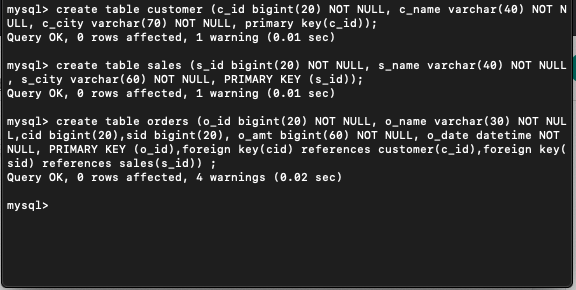 mysql> create table customer (c_id bigint(20) NOT NULL, c_name varchar(40) NOT N
ULL, c_city varchar(70) NOT NULL, primary key(c_id));
Query OK, 0 rows affected, 1 warning (0.01 sec)
mysql> create table sales (s_id bigint(20) NOT NULL, s_name varchar(40) NOT NULL
, s_city varchar(60) NOT NULL, PRIMARY KEY (s_id));
Query OK, 0 rows affected, 1 warning (0.01 sec)
mysql> create table orders (o_id bigint(20) NOT NULL, o_name varchar(30) NOT NUL
L,cid bigint(20),sid bigint(20), o_amt bigint(60) NOT NULL, o_date datetime NOT
NULL, PRIMARY KEY (o_id),foreign key(cid) references customer(c_id),foreign key(
sid) references sales(s_id)) ;
Query OK, 0 rows affected, 4 warnings (0.02 sec)
mysql>